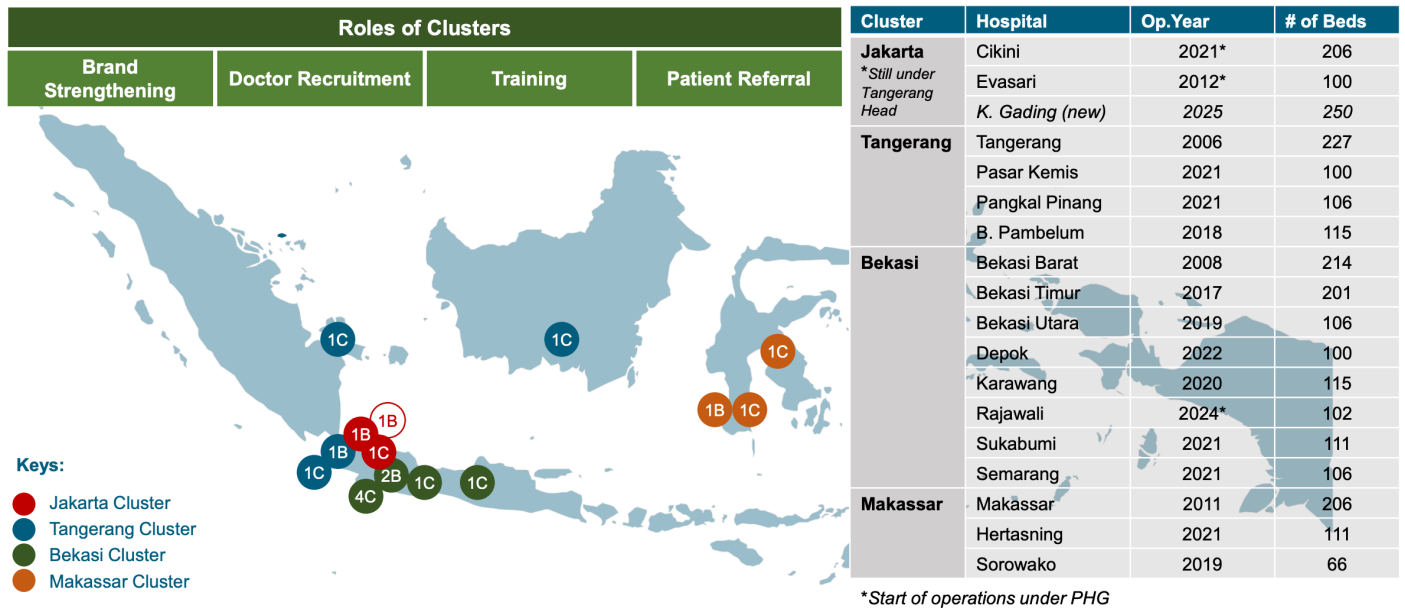 Roles of Clusters
Brand
Strengthening
Doctor Recruitment
Training
Patient Referral
1C
1C
1C
1B
1C
1B
1B
1C
1B
1C
2B
4C
1C
1C
Keys:
Jakarta Cluster
Tangerang Cluster
Bekasi Cluster
Makassar Cluster
Cluster Hospital Op.Year # of Beds
Jakarta Cikini 2021* 206
*Still under
Tangerang
Head
Evasari 2012* 100
K. Gading (new) 2025 250
Tangerang Tangerang 2006 227
Pasar Kemis 2021 100
Pangkal Pinang 2021 106
B. Pambelum 2018 115
Bekasi Bekasi Barat 2008 214
Bekasi Timur 2017 201
Bekasi Utara 2019 106
Depok 2022 100
Karawang 2020 115
Rajawali 2024* 102
Sukabumi 2021 111
Semarang 2021 106
Makassar Makassar 2011 206
Hertasning 2021 111
Sorowako 2019 66
*Start of operations under PHG